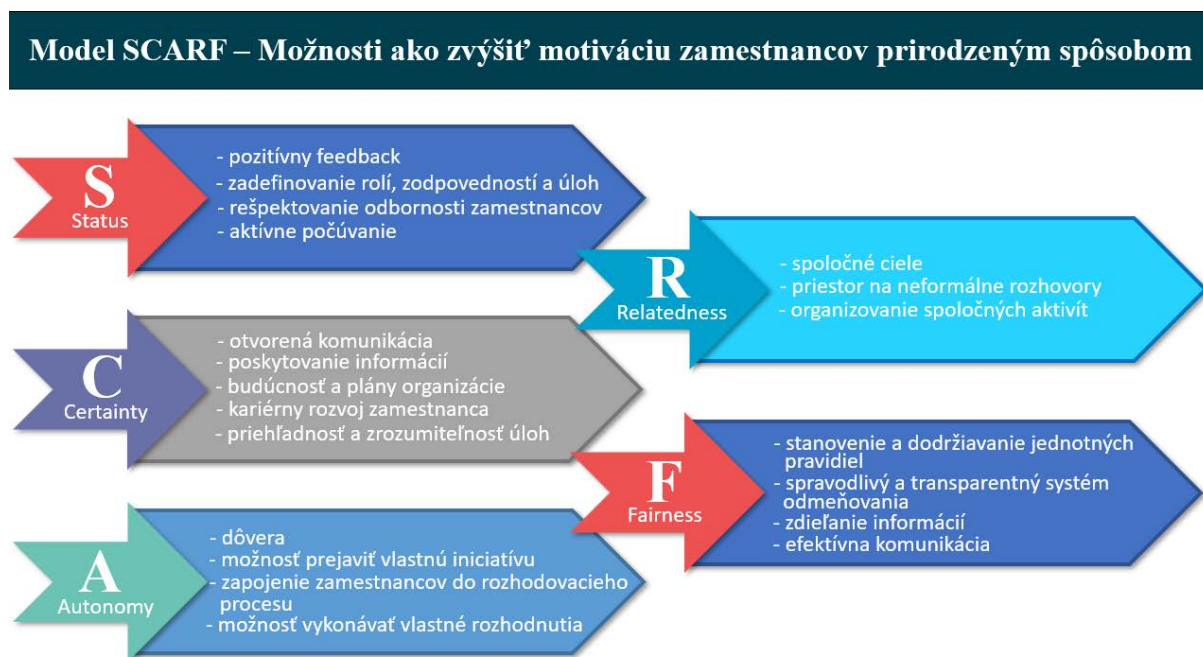 Model SCARF – Možnosti ako zvýšiť motiváciu zamestnancov prirodzeným spôsobom
S
Status
- pozitívny feedback
- zadefinovanie rolí, zodpovedností a úloh
- rešpektovanie odbornosti zamestnancov
- aktívne počúvanie
C
Certainty
- otvorená komunikácia
- poskytovanie informácií
- budúcnosť a plány organizácie
- kariérny rozvoj zamestnanca
- priehľadnosť a zrozumiteľnosť úloh
A
Autonomy
- dôvera
- možnosť prejaviť vlastnú iniciatívu
- zapojenie zamestnancov do rozhodovacieho
procesu
- možnosť vykonávať vlastné rozhodnutia
R
Relatedness
- spoločné ciele
- priestor na neformálne rozhovory
- organizovanie spoločných aktivít
F
Fairness
- stanovenie a dodržiavanie jednotných
pravidiel
- spravodlivý a transparentný systém
odmeňovania
- zdieľanie informácií
- efektívna komunikácia